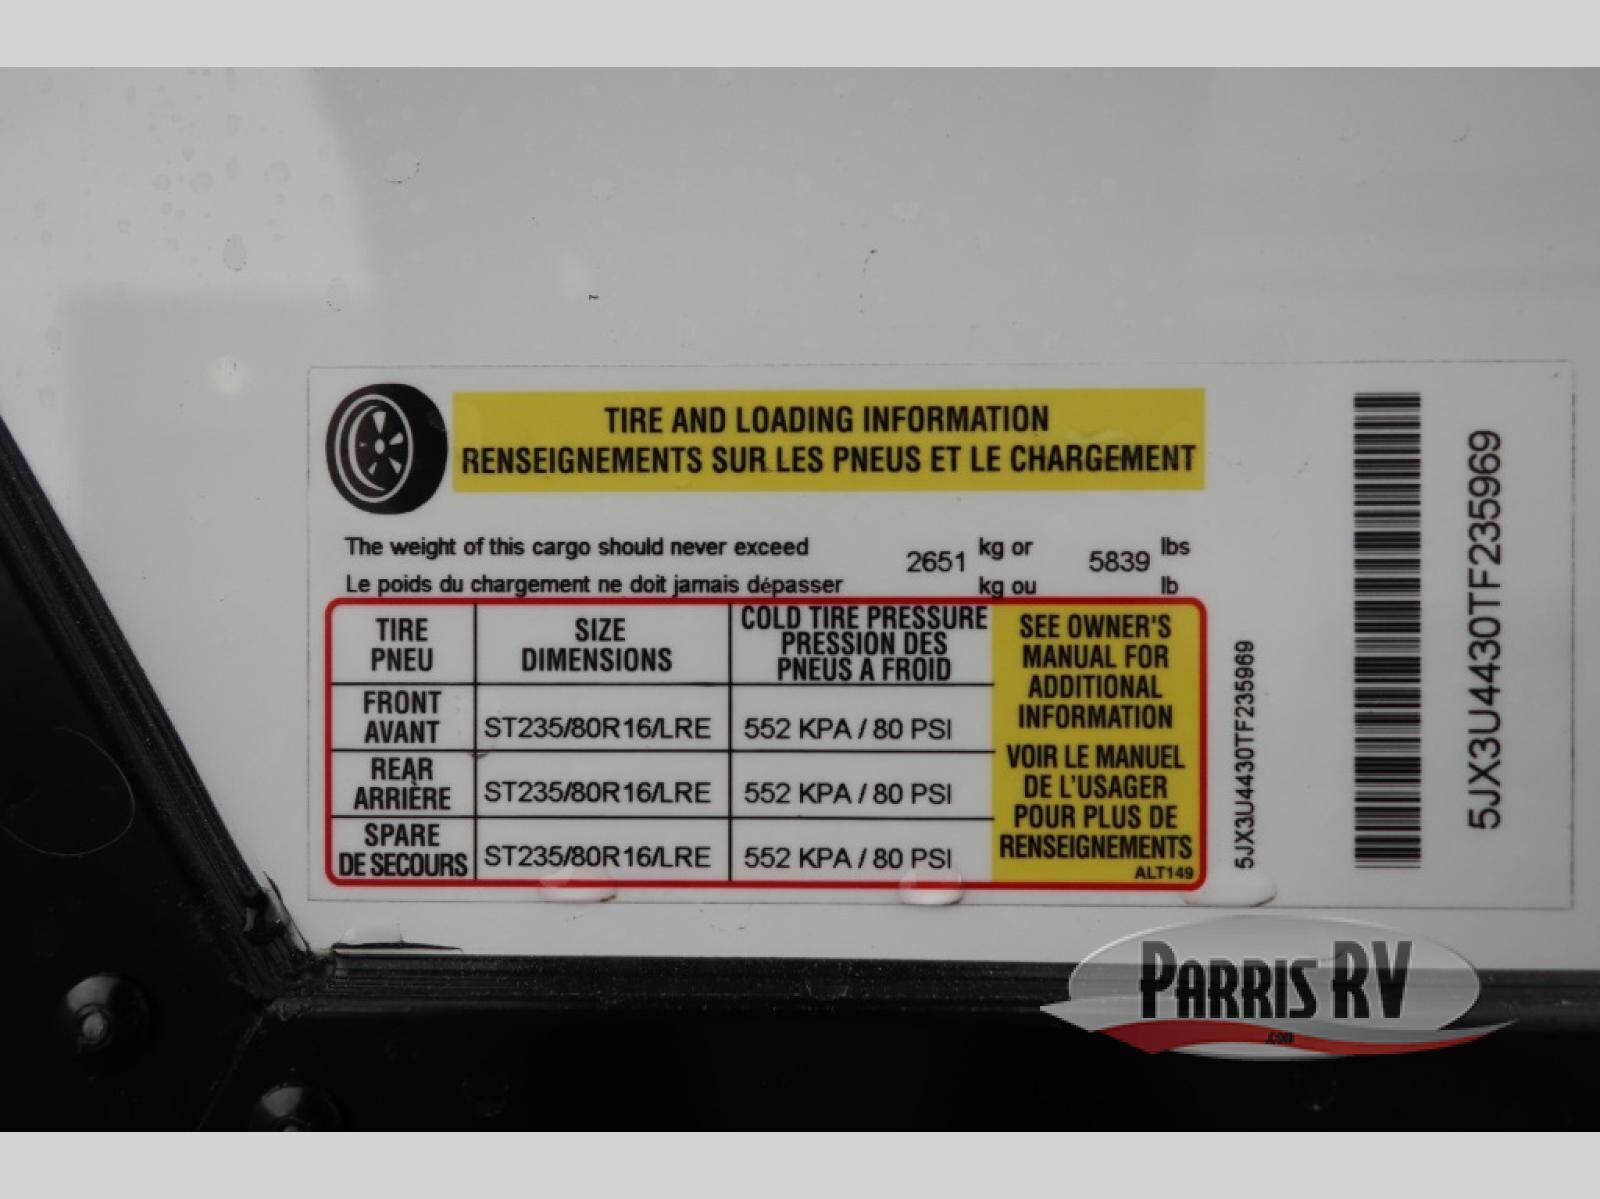 TIRE AND LOADING INFORMATION
RENSEIGNEMENTS SUR LES PNEUS ET LE CHARGEMENT
The weight of this cargo should never exceed 2651 kg or 5839 lbs
Le poids du chargement ne doit jamais dépasser kg ou lb
TIRE
PNEU
SIZE
DIMENSIONS
COLD TIRE PRESSURE
PRESSION DES
PNEUS A FROID
FRONT
AVANT
ST235/80R16/LRE
552 KPA / 80 PSI
REAR
ARRIÈRE
ST235/80R16/LRE
552 KPA / 80 PSI
SPARE
DE SECOURS
ST235/80R16/LRE
552 KPA / 80 PSI
SEE OWNER'S
MANUAL FOR
ADDITIONAL
INFORMATION
VOIR LE MANUEL
DE L'USAGER
POUR PLUS DE
RENSEIGNEMENTS
ALT149
5JX3U4430TF235969
5JX3U4430TF235969
PARRIS RV
.COM